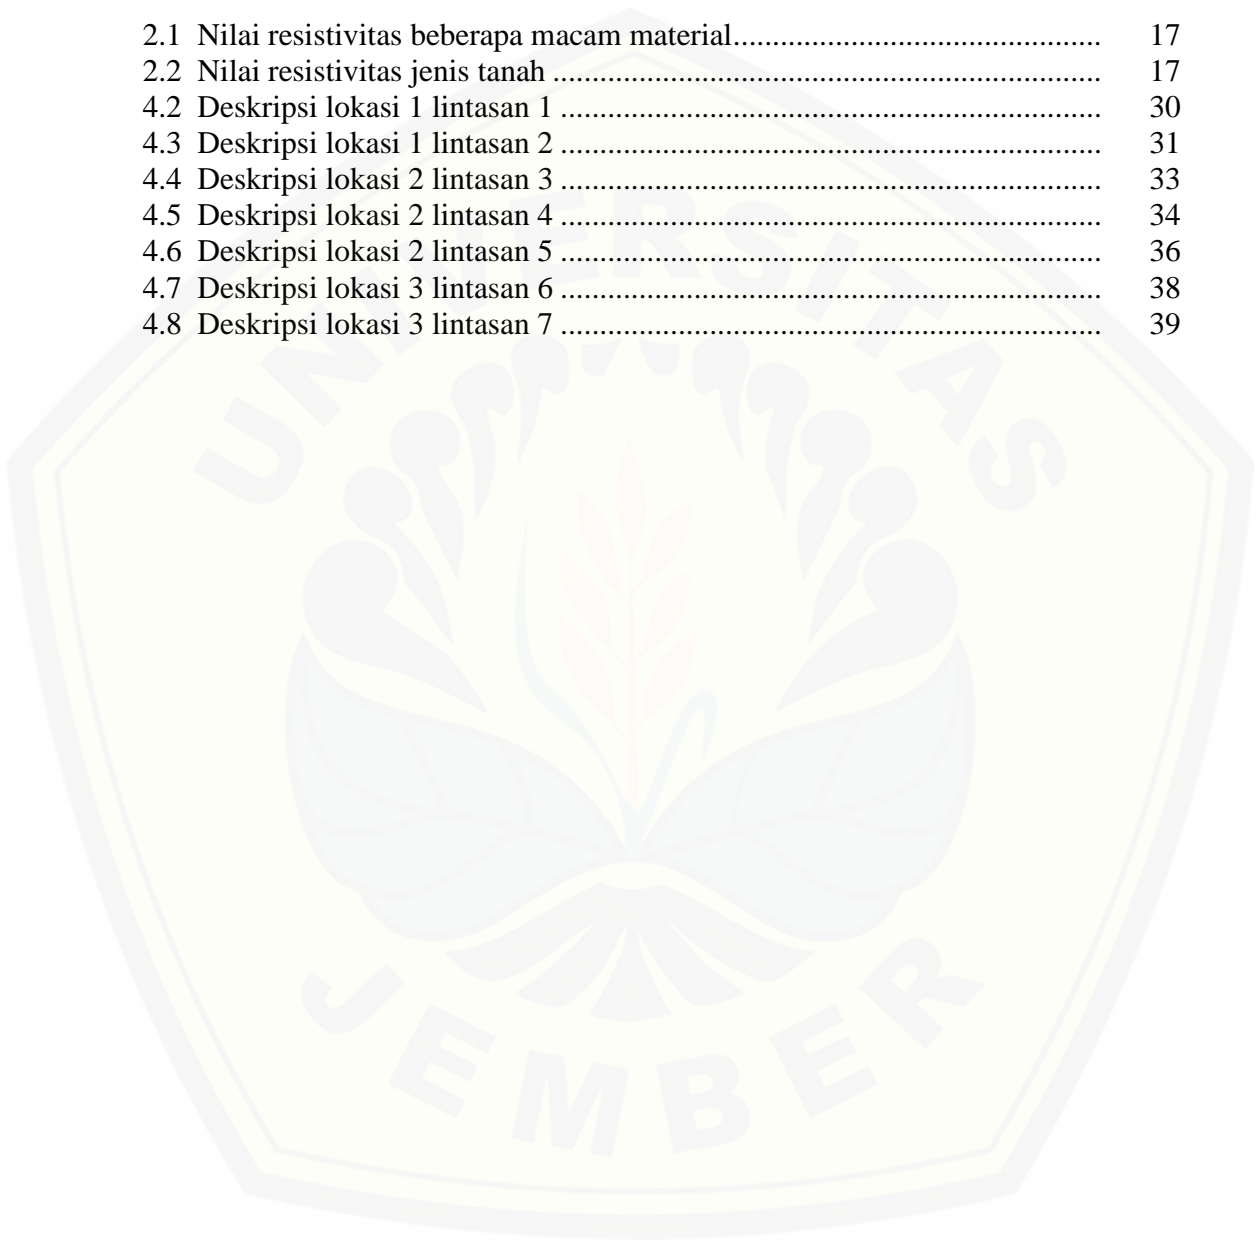 2.1 Nilai resistivitas beberapa macam material............................................... 17
2.2 Nilai resistivitas jenis tanah ...................................................................... 17
4.2 Deskripsi lokasi 1 lintasan 1 ..................................................................... 30
4.3 Deskripsi lokasi 1 lintasan 2 ..................................................................... 31
4.4 Deskripsi lokasi 2 lintasan 3 ..................................................................... 33
4.5 Deskripsi lokasi 2 lintasan 4 ..................................................................... 34
4.6 Deskripsi lokasi 2 lintasan 5 ..................................................................... 36
4.7 Deskripsi lokasi 3 lintasan 6 ..................................................................... 38
4.8 Deskripsi lokasi 3 lintasan 7 ..................................................................... 39
UNIVERSITAS
JEMBER